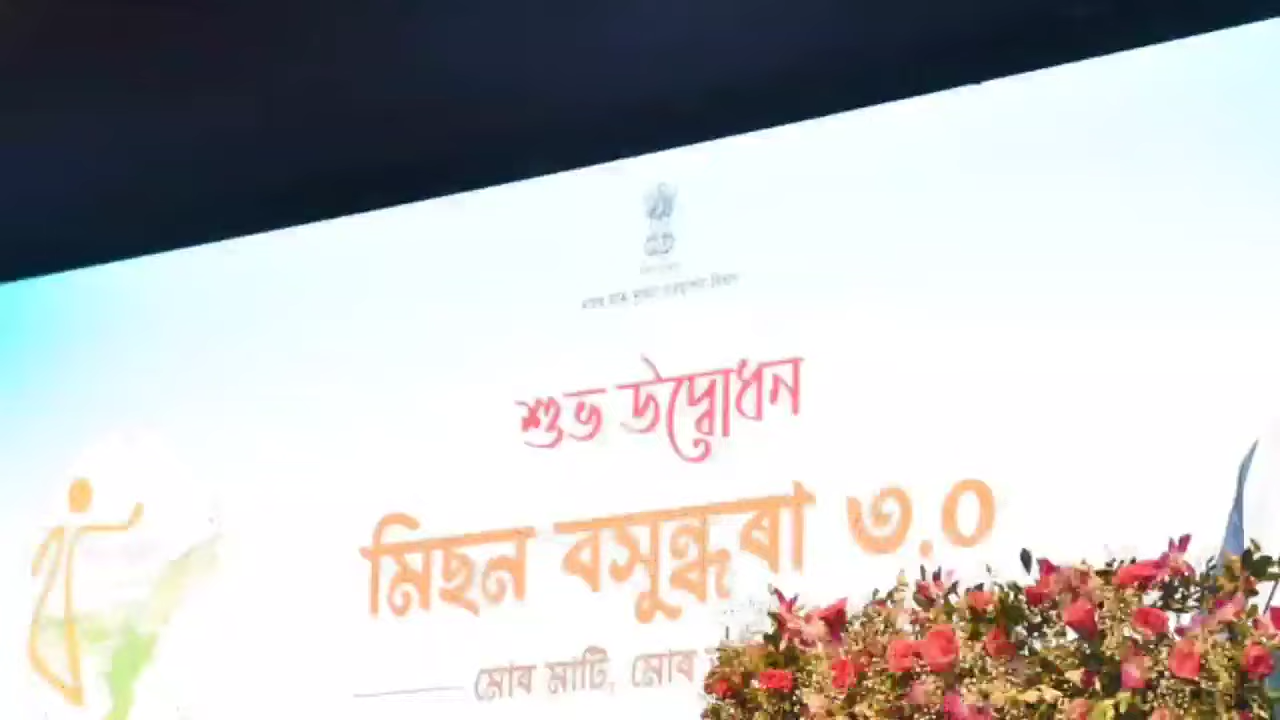 শুভ উদ্বোধন
মিছন বসুন্ধৰা ৩.০
মোৰ মাটি, মোৰ